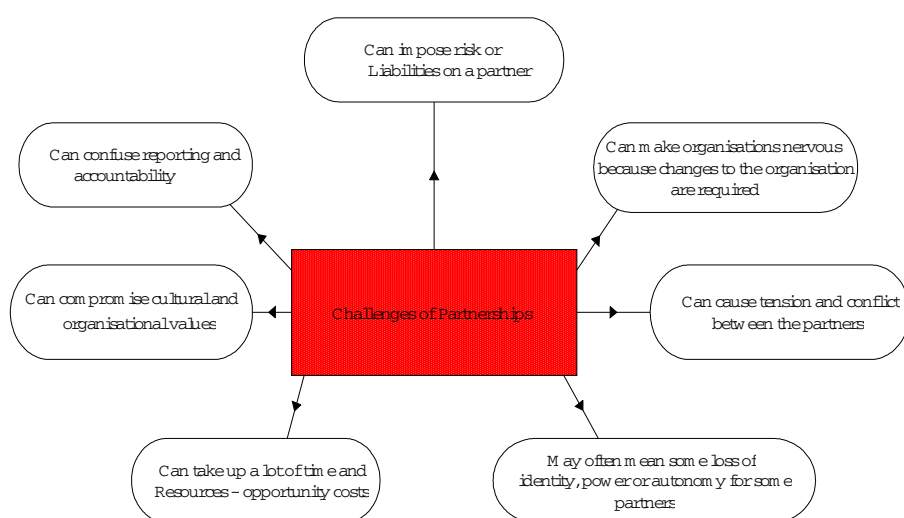 Can impose risk or
Liabilities on a partner
Can confuse reporting and
accountability
Can make organisations nervous
because changes to the organisation
are required
Can compromise cultural and
organisational values
Challenges of Partnerships
Can cause tension and conflict
between the partners
Can take up a lot of time and
Resources - opportunity costs
May often mean some loss of
identity, power or autonomy for some
partners